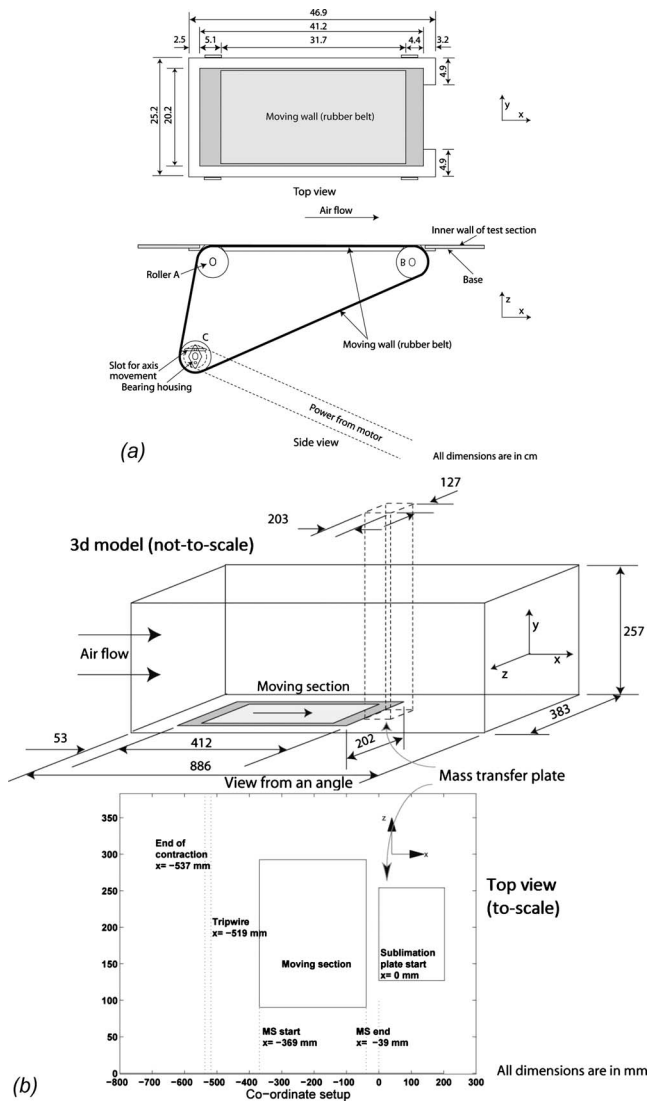 46.9
41.2
2.5
5.1
31.7
4.4
3.2
4.9
25.2
20.2
Moving wall (rubber belt)
y
x
4.9
Top view
Air flow
Inner wall of test section
Roller A
B
Base
z
x
C
Slot for axis
movement
Bearing housing
Moving wall (rubber belt)
Power from motor
Side view
(a)
All dimensions are in cm
127
203
3d model (not-to-scale)
y
x
z
257
Air flow
Moving section
53
412
202
383
886
View from an angle
Mass transfer plate
350
300
250
200
150
100
50
0
End of
contraction
x= −537 mm
Tripwire
x= −519 mm
Moving section
z
x
Sublimation
plate start
x= 0 mm
MS start
x= −369 mm
MS end
x= −39 mm
Top view
(to-scale)
−800 −700 −600 −500 −400 −300 −200 −100 0 100 200 300
Co−ordinate setup
All dimensions are in mm
(b)